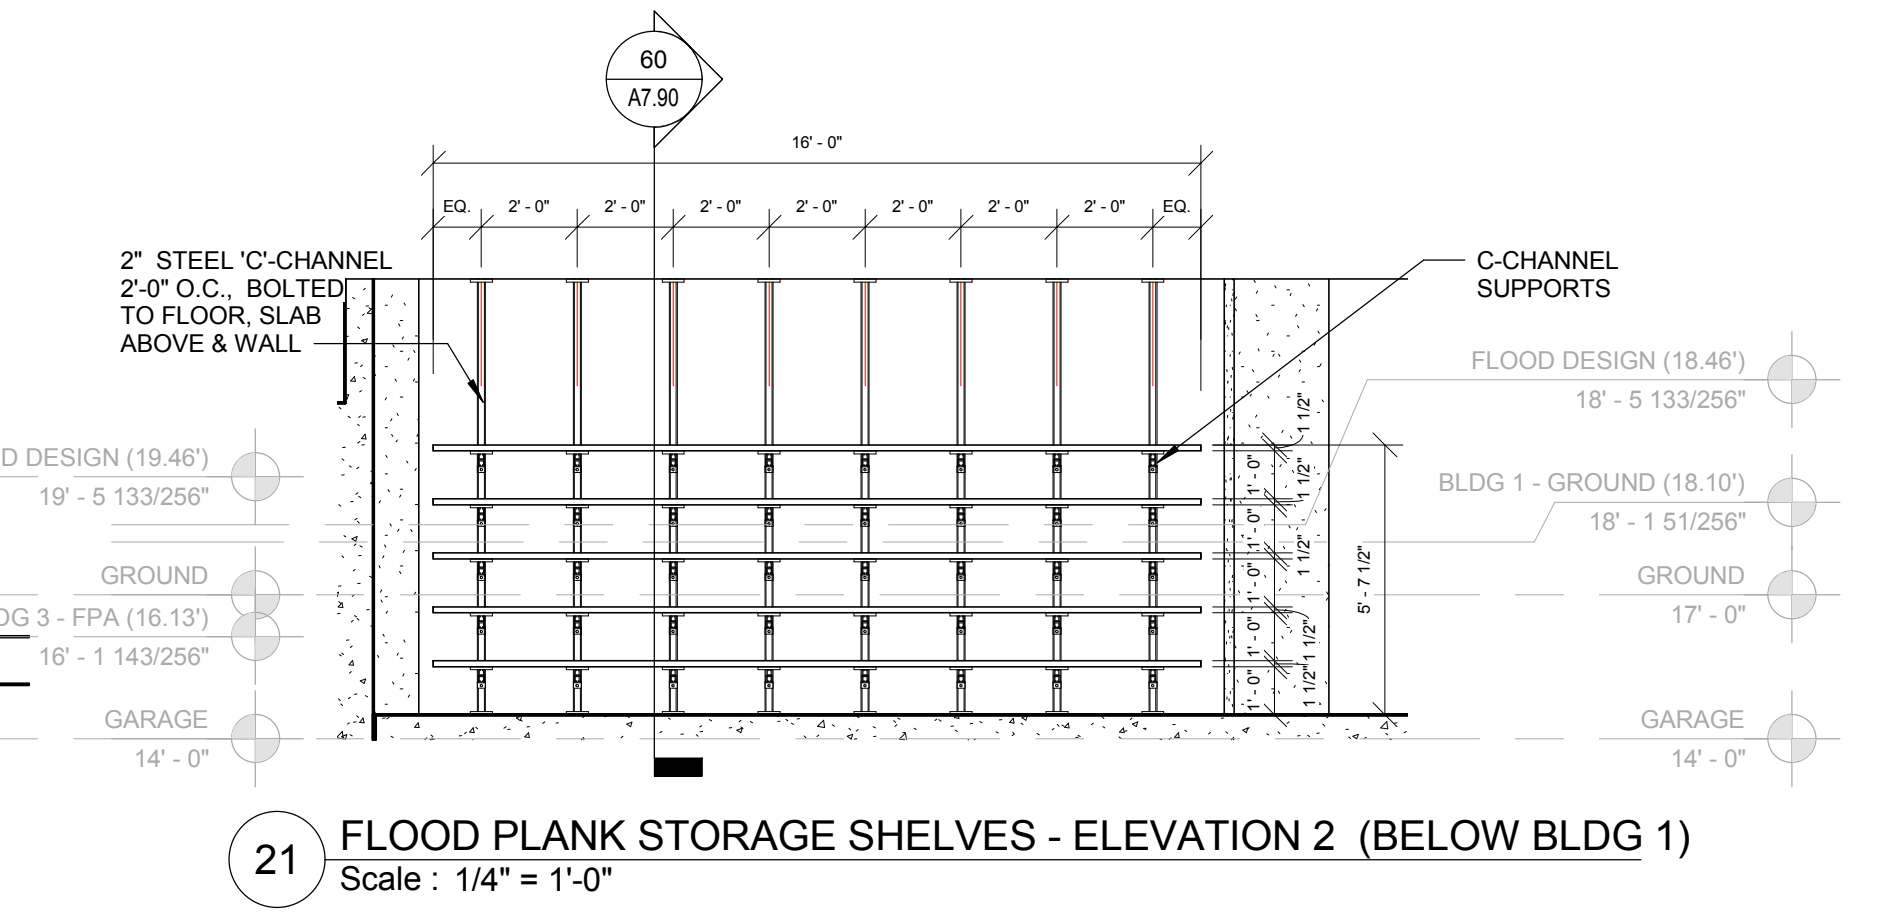 60
A7.90
16' - 0"
EQ. 2' - 0" 2' - 0" 2' - 0" 2' - 0" 2' - 0" 2' - 0" 2' - 0" EQ.
2" STEEL 'C'-CHANNEL
2'-0" O.C., BOLTED
TO FLOOR, SLAB
ABOVE & WALL
C-CHANNEL
SUPPORTS
D DESIGN (19.46')
19' - 5 133/256"
GROUND
DG 3 - FPA (16.13')
16' - 1 143/256"
GARAGE
14' - 0"
1' - 0"
1' - 0"
1' - 0"
1' - 0"
1' - 0"
1 1/2"
1 1/2"
1 1/2"
1 1/2"
1 1/2"
5' - 7 1/2"
FLOOD DESIGN (18.46')
18' - 5 133/256"
BLDG 1 - GROUND (18.10')
18' - 1 51/256"
GROUND
17' - 0"
GARAGE
14' - 0"
21
FLOOD PLANK STORAGE SHELVES - ELEVATION 2 (BELOW BLDG 1)
Scale : 1/4" = 1'-0"